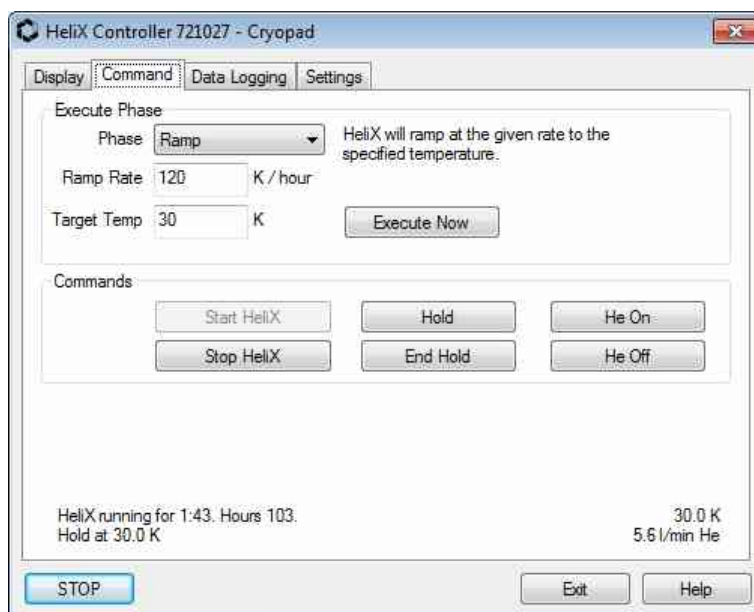 HeliX Controller 721027 - Cryopad
Display Command Data Logging Settings
Execute Phase
Phase Ramp HeliX will ramp at the given rate to the
specified temperature.
Ramp Rate 120 K / hour
Target Temp 30 K Execute Now
Commands
Start HeliX Hold He On
Stop HeliX End Hold He Off
HeliX running for 1:43. Hours 103. 30.0 K
Hold at 30.0 K 5.6 l/min He
STOP Exit Help